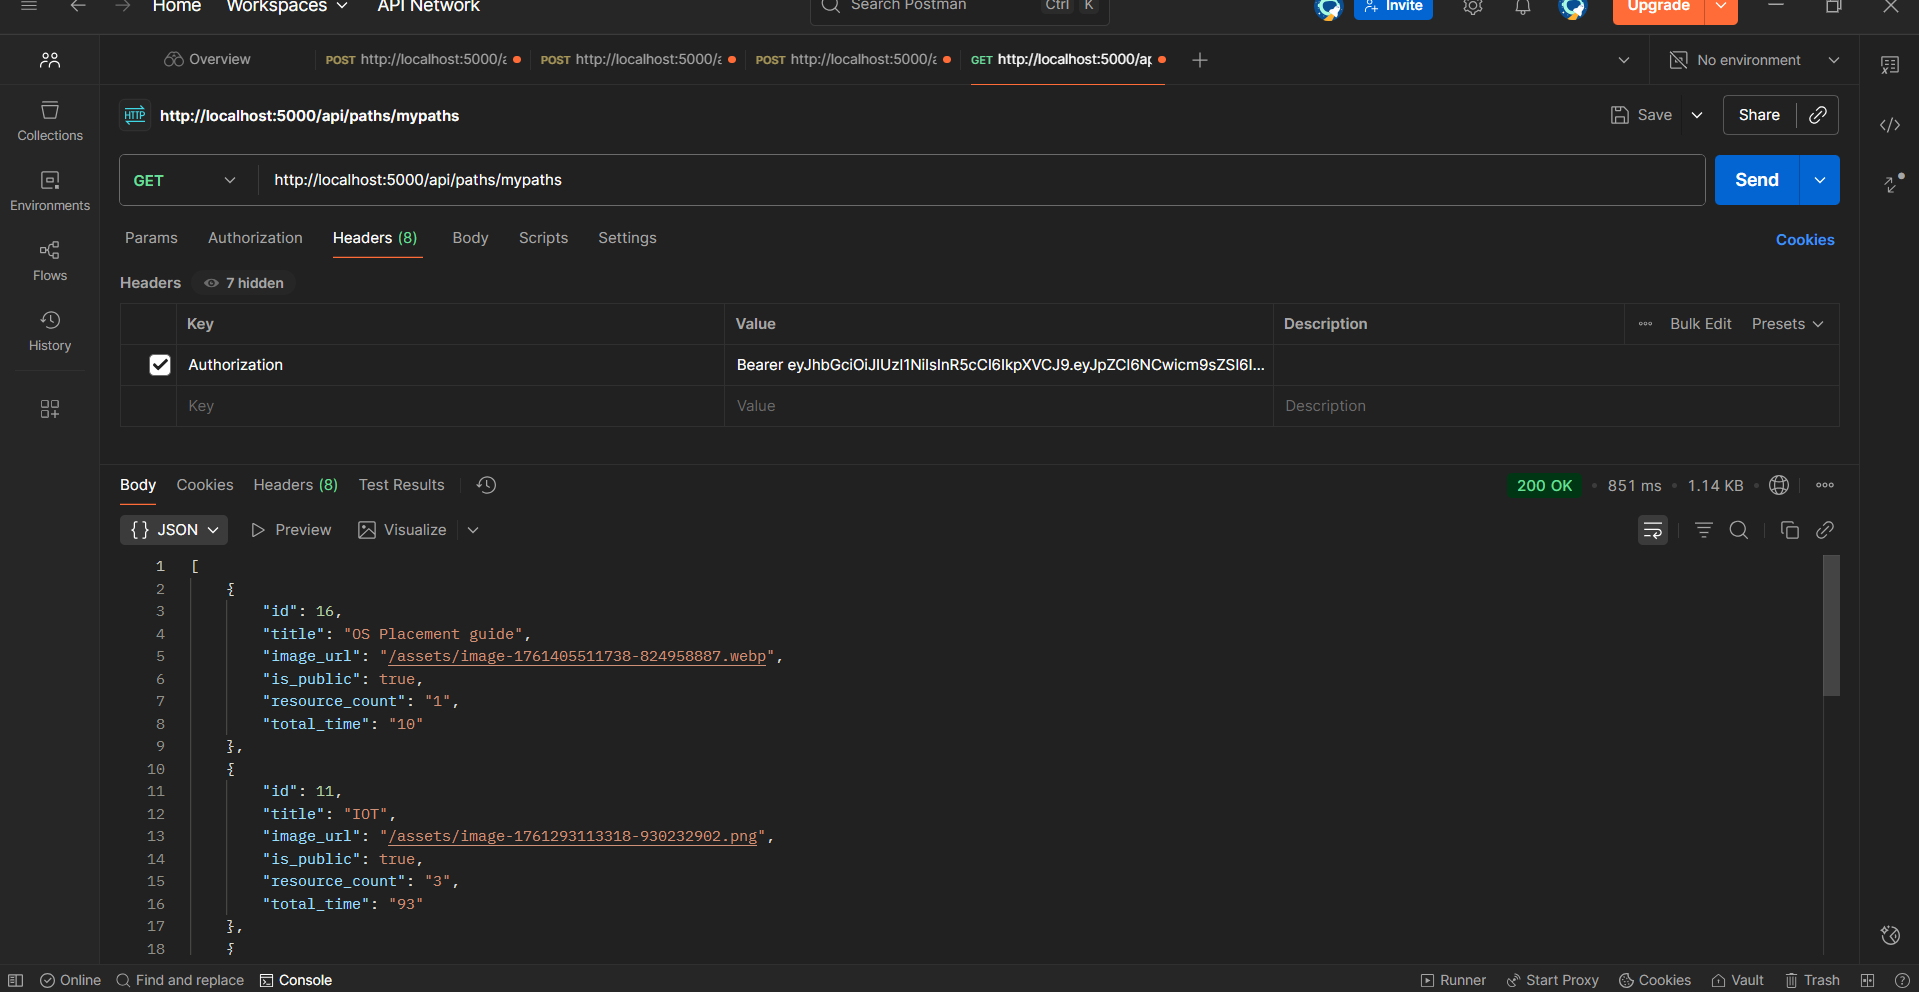 Home Workspaces API Network Search Postman Ctrl K Invite Upgrade
Overview POST http://localhost:5000/a POST http://localhost:5000/a POST http://localhost:5000/a GET http://localhost:5000/ap No environment
HTTP http://localhost:5000/api/paths/mypaths Save Share
GET http://localhost:5000/api/paths/mypaths Send
Collections
Environments
Flows
History
Params Authorization Headers (8) Body Scripts Settings Cookies
Headers 7 hidden
Key Value Description Bulk Edit Presets
Authorization Bearer eyJhbGciOiJIUzI1NiIsInR5cCI6IkpXVCJ9.eyJpZCI6NCwicm9sZSI6I...
Key Value Description
Body Cookies Headers (8) Test Results 200 OK • 851 ms • 1.14 KB
{} JSON Preview Visualize
1 [
2 {
3 "id": 16,
4 "title": "OS Placement guide",
5 "image_url": "/assets/image-1761405511738-824958887.webp",
6 "is_public": true,
7 "resource_count": "1",
8 "total_time": "10"
9 },
10 {
11 "id": 11,
12 "title": "IOT",
13 "image_url": "/assets/image-1761293113318-930232902.png",
14 "is_public": true,
15 "resource_count": "3",
16 "total_time": "93"
17 },
18 {
Online Find and replace Console Runner Start Proxy Cookies Vault Trash